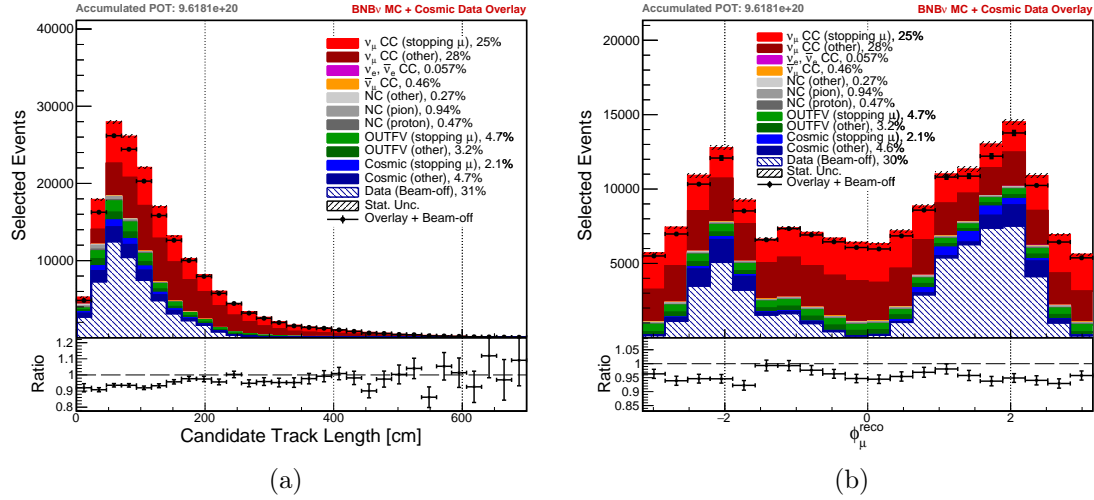 Accumulated POT: 9.6181e+20
BNBν MC + Cosmic Data Overlay
Selected Events
40000
30000
20000
10000
ν_μ CC (stopping μ), 25%
ν_μ CC (other), 28%
ν_e, ν̄_e CC, 0.057%
ν̄_μ CC, 0.46%
NC (other), 0.27%
NC (pion), 0.94%
NC (proton), 0.47%
OUTFV (stopping μ), 4.7%
OUTFV (other), 3.2%
Cosmic (stopping μ), 2.1%
Cosmic (other), 4.7%
Data (Beam-off), 31%
Stat. Unc.
Overlay + Beam-off
Ratio
1.2
1.1
1.0
0.9
0.8
0
200
400
600
Candidate Track Length [cm]
(a)
Accumulated POT: 9.6181e+20
BNBν MC + Cosmic Data Overlay
Selected Events
20000
15000
10000
5000
ν_μ CC (stopping μ), 25%
ν_μ CC (other), 28%
ν_e, ν̄_e CC, 0.057%
ν̄_μ CC, 0.46%
NC (other), 0.27%
NC (pion), 0.94%
NC (proton), 0.47%
OUTFV (stopping μ), 4.7%
OUTFV (other), 3.2%
Cosmic (stopping μ), 2.1%
Cosmic (other), 4.6%
Data (Beam-off), 30%
Stat. Unc.
Overlay + Beam-off
Ratio
1.05
1
0.95
0.9
0.85
−2
0
2
ϕ_μ^reco
(b)